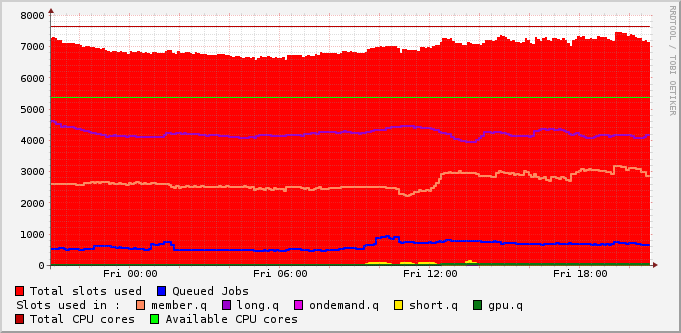 RRDTOOL / TOBI OETIKER
8000
7000
6000
5000
4000
3000
2000
1000
0
Fri 00:00 Fri 06:00 Fri 12:00 Fri 18:00
Total slots used Queued Jobs
Slots used in : member.q long.q ondemand.q short.q gpu.q
Total CPU cores Available CPU cores